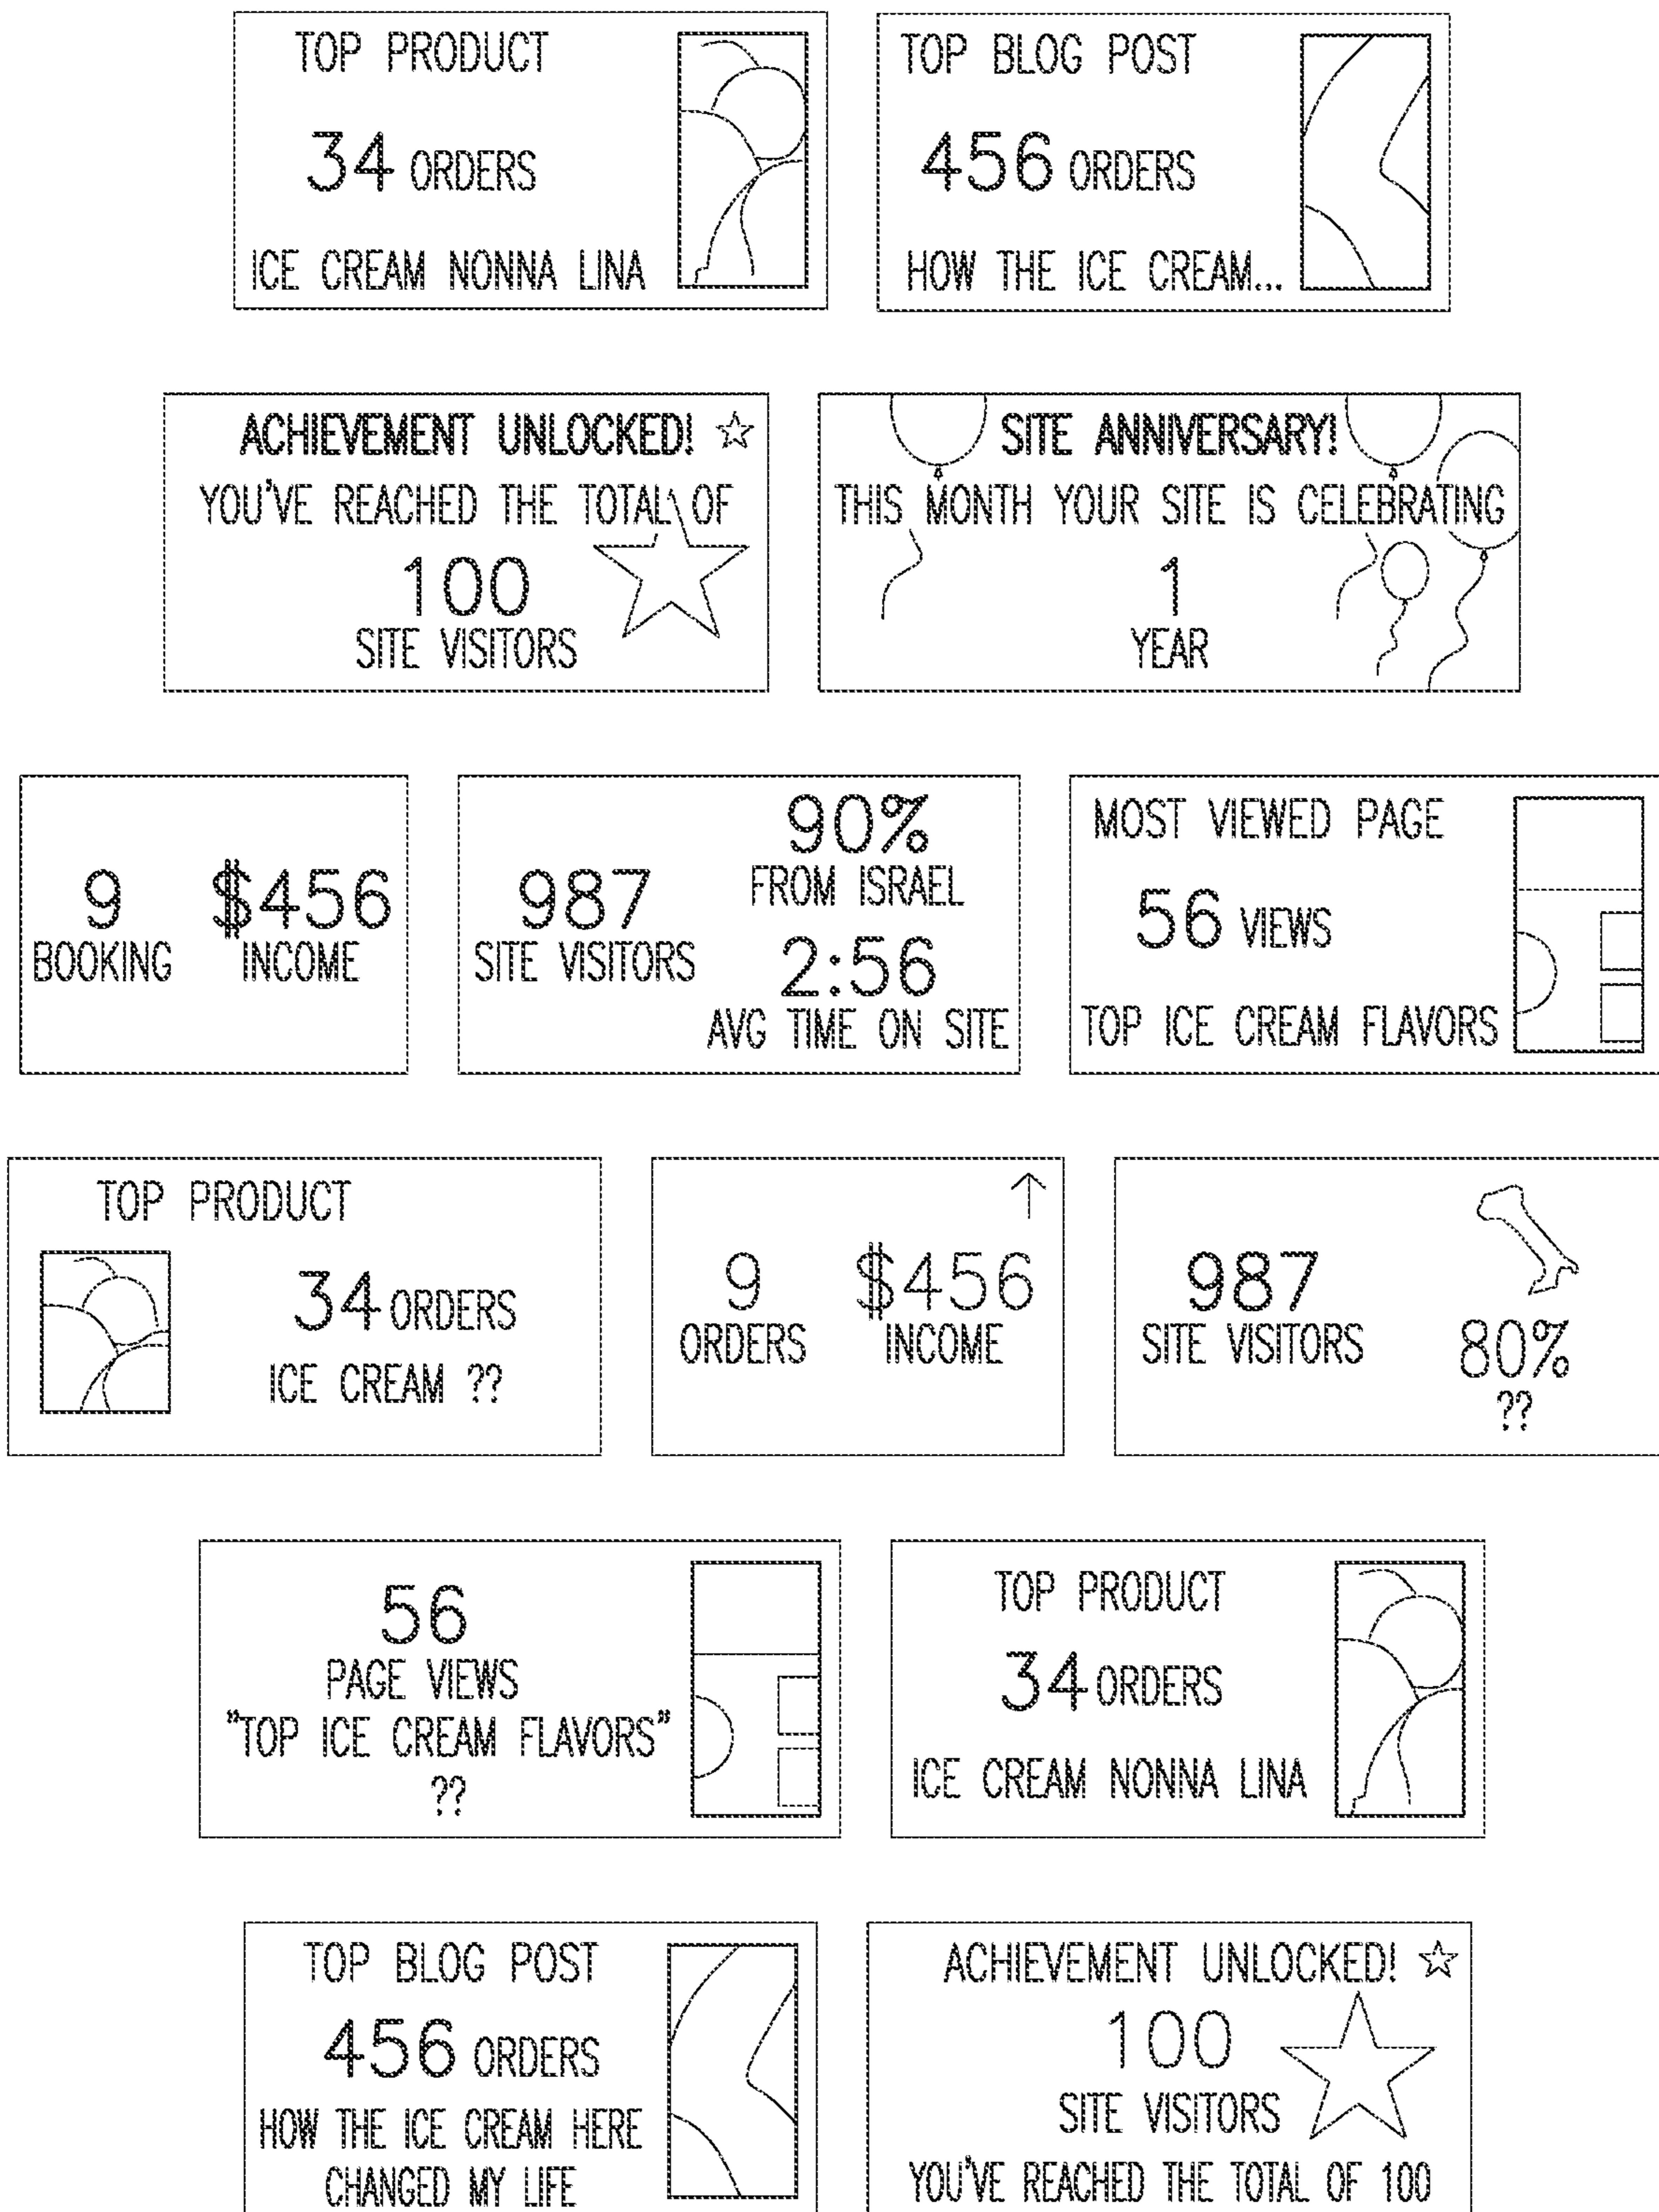 TOP PRODUCT
34 ORDERS
ICE CREAM NONNA LINA
TOP BLOG POST
456 ORDERS
HOW THE ICE CREAM...
ACHIEVEMENT UNLOCKED!
YOU'VE REACHED THE TOTAL OF
100
SITE VISITORS
SITE ANNIVERSARY!
THIS MONTH YOUR SITE IS CELEBRATING
1
YEAR
9
BOOKING
$456
INCOME
987
SITE VISITORS
90%
FROM ISRAEL
2:56
AVG TIME ON SITE
MOST VIEWED PAGE
56 VIEWS
TOP ICE CREAM FLAVORS
TOP PRODUCT
34 ORDERS
ICE CREAM ??
9
ORDERS
$456
INCOME
987
SITE VISITORS
80%
??
56
PAGE VIEWS
"TOP ICE CREAM FLAVORS"
??
TOP PRODUCT
34 ORDERS
ICE CREAM NONNA LINA
TOP BLOG POST
456 ORDERS
HOW THE ICE CREAM HERE
CHANGED MY LIFE
ACHIEVEMENT UNLOCKED!
100
SITE VISITORS
YOU'VE REACHED THE TOTAL OF 100